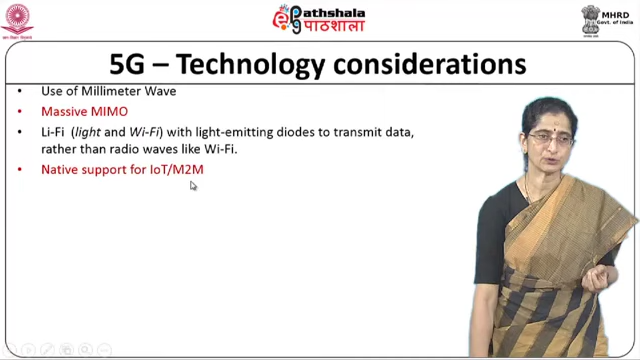 Pathshala
पाठशाला
MHRD
Govt. of India
5G – Technology considerations
• Use of Millimeter Wave
• Massive MIMO
• Li-Fi (light and Wi-Fi) with light-emitting diodes to transmit data,
rather than radio waves like Wi-Fi.
• Native support for IoT/M2M